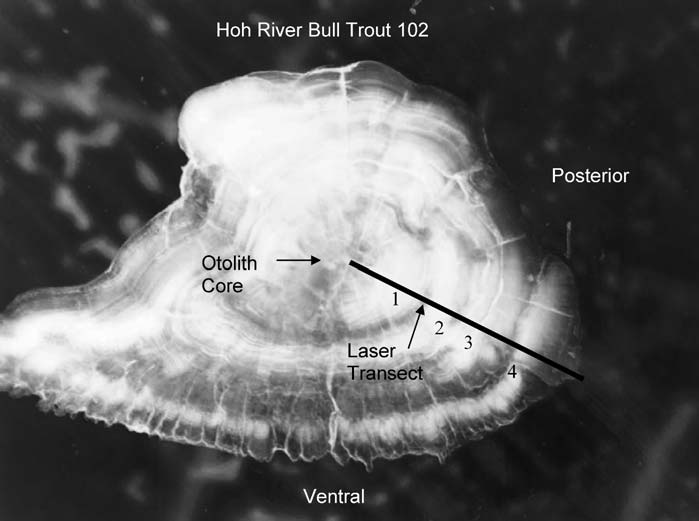 Hoh River Bull Trout 102
Posterior
Otolith
Core
1
2
3
Laser
Transect
4
Ventral